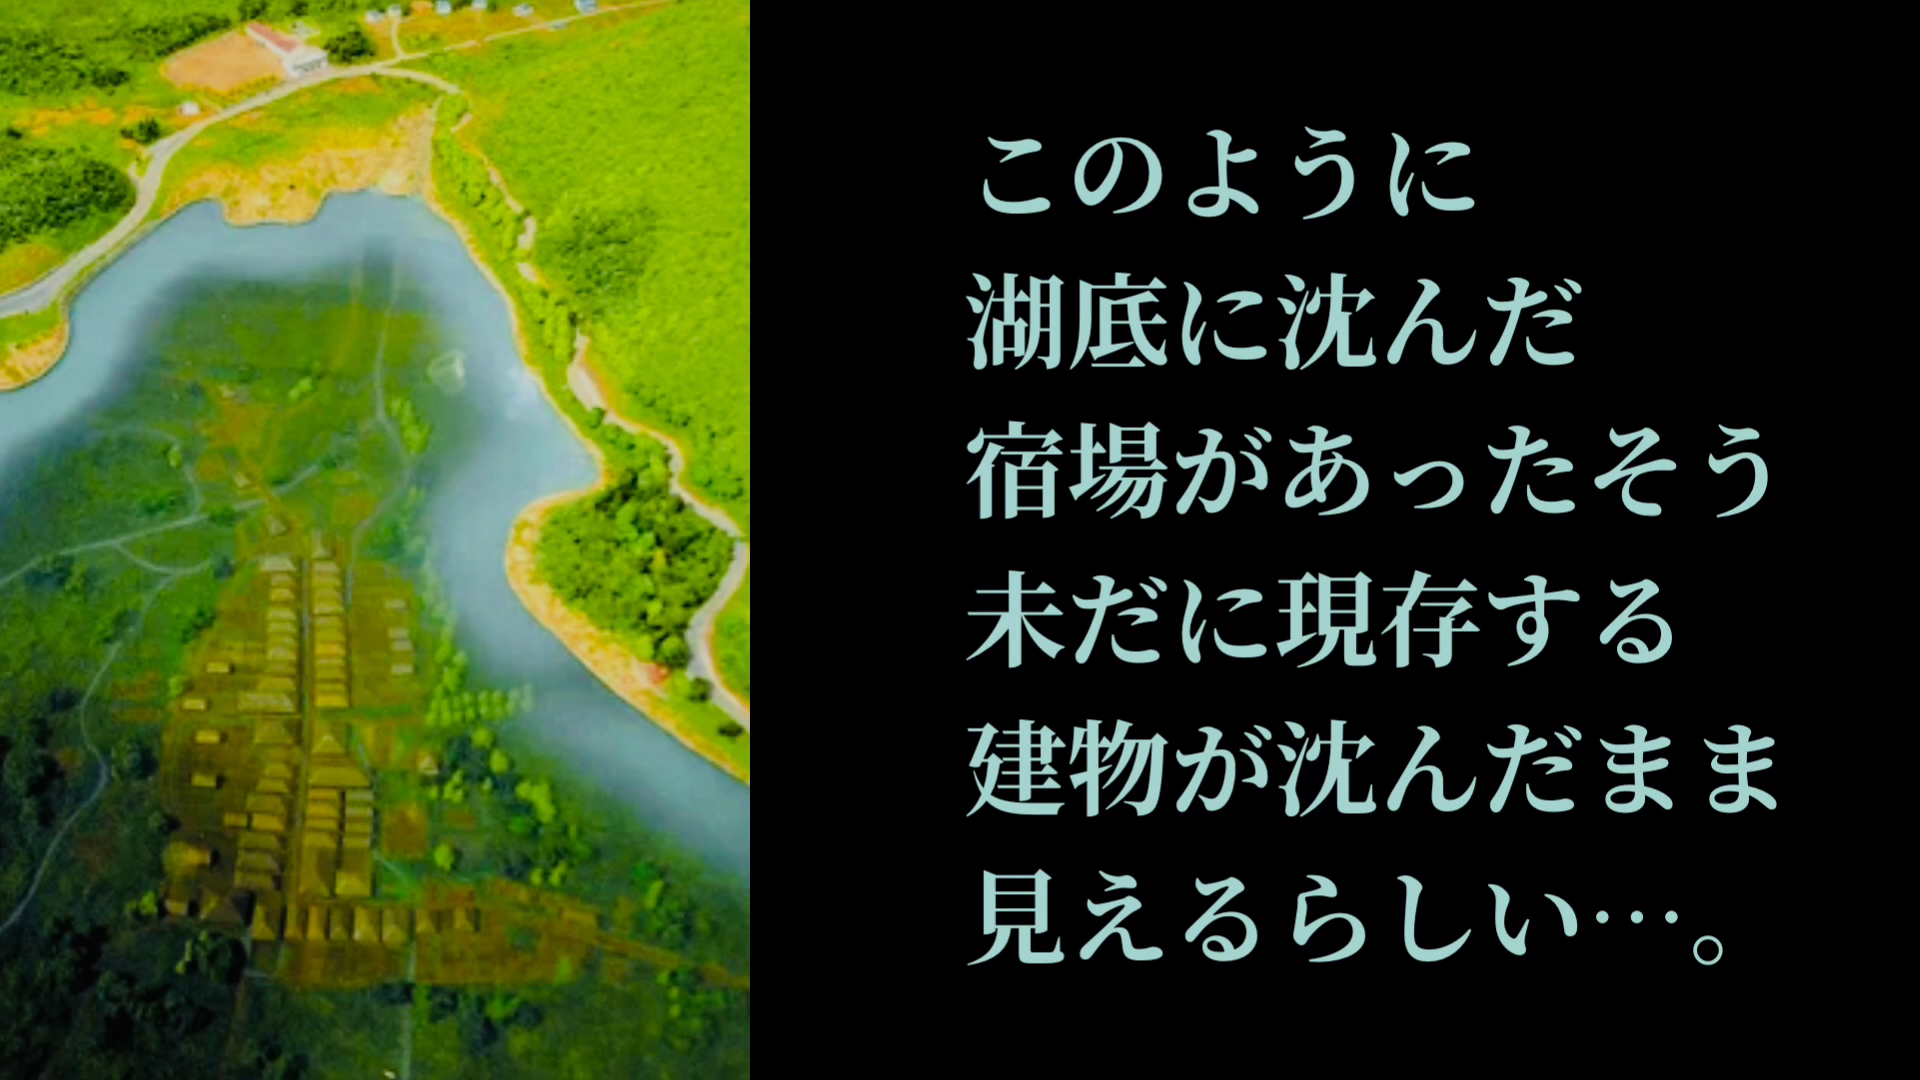 このように
湖底に沈んだ
宿場があったそう
未だに現存する
建物が沈んだまま
見えるらしい…。